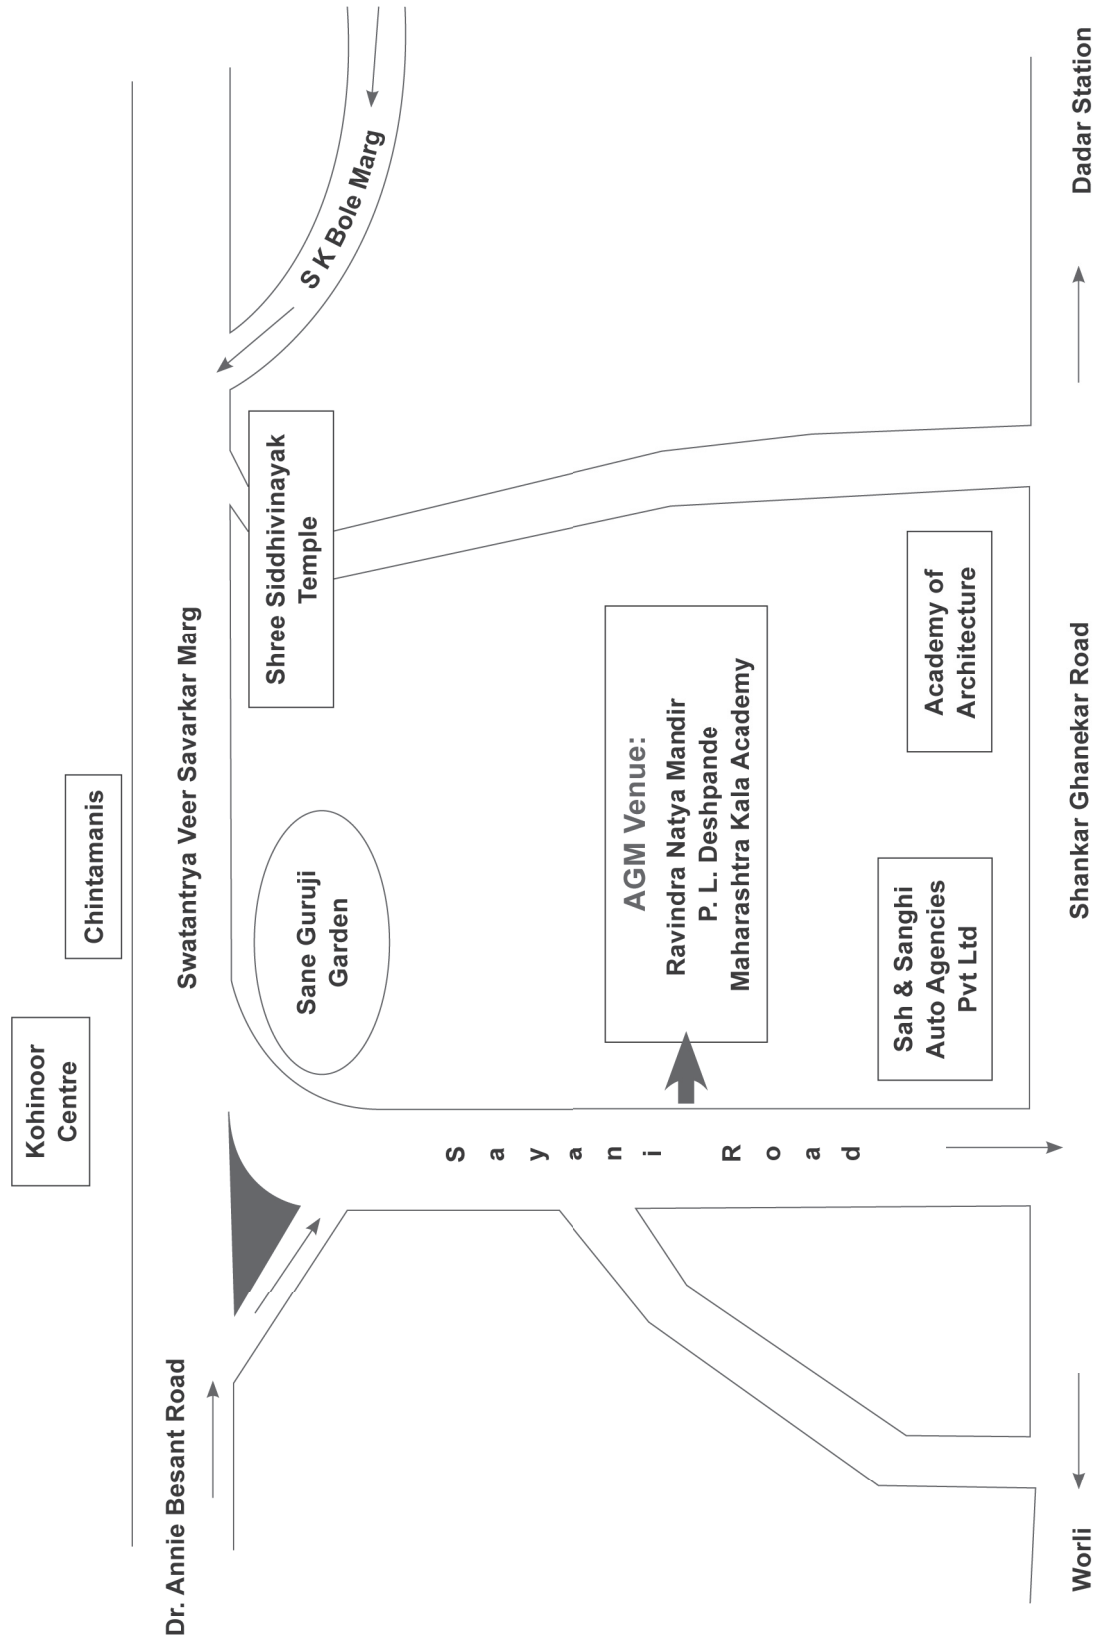 Kohinoor
Centre
Chintamanis
Dr. Annie Besant Road
Swatantrya Veer Savarkar Marg
S K Bole Marg
Shree Siddhivinayak
Temple
Sane Guruji
Garden
Sayani Road
AGM Venue:
Ravindra Natya Mandir
P. L. Deshpande
Maharashtra Kala Academy
Sah & Sanghi
Auto Agencies
Pvt Ltd
Academy of
Architecture
Worli
Shankar Ghanekar Road
Dadar Station